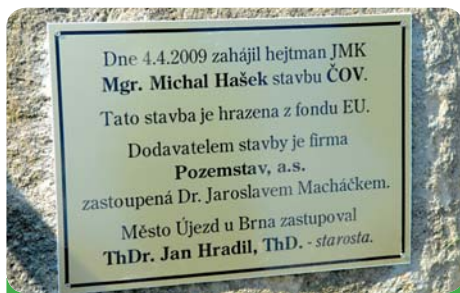 Dne 4.4.2009 zahájil hejtman JMK
Mgr. Michal Hašek stavbu ČOV.
Tato stavba je hrazena z fondu EU.
Dodavatelem stavby je firma
Pozemstav, a.s.
zastoupená Dr. Jaroslavem Macháčkem.
Město Újezd u Brna zastupoval
ThDr. Jan Hradil, ThD. - starosta.